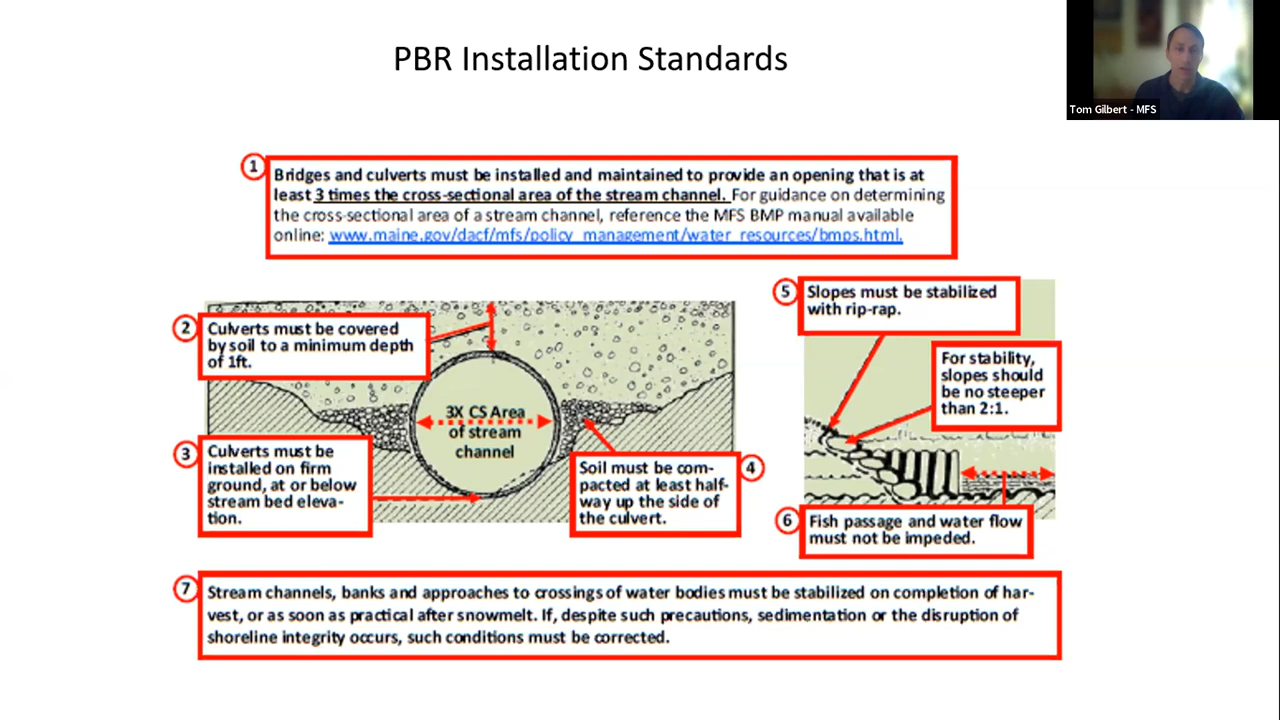 PBR Installation Standards
Tom Gilbert - MFS
1
Bridges and culverts must be installed and maintained to provide an opening that is at
least 3 times the cross-sectional area of the stream channel. For guidance on determining
the cross-sectional area of a stream channel, reference the MFS BMP manual available
online: www.maine.gov/dacf/mfs/policy_management/water_resources/bmps.html.
2
Culverts must be covered
by soil to a minimum depth
of 1ft.
3X CS Area
of stream
channel
3
Culverts must be
installed on firm
ground, at or below
stream bed eleva-
tion.
4
Soil must be com-
pacted at least half-
way up the side of
the culvert.
5
Slopes must be stabilized
with rip-rap.
For stability,
slopes should
be no steeper
than 2:1.
6
Fish passage and water flow
must not be impeded.
7
Stream channels, banks and approaches to crossings of water bodies must be stabilized on completion of har-
vest, or as soon as practical after snowmelt. If, despite such precautions, sedimentation or the disruption of
shoreline integrity occurs, such conditions must be corrected.